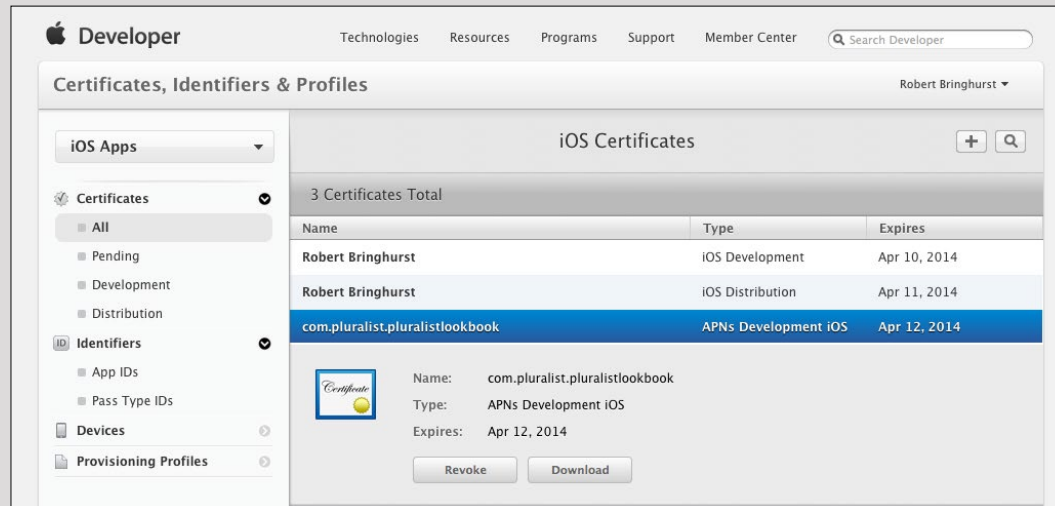 Developer
Technologies Resources Programs Support Member Center Search Developer
Certificates, Identifiers & Profiles
Robert Bringhurst
iOS Apps
iOS Certificates
3 Certificates Total
Certificates
All
Name Type Expires
Pending
Robert Bringhurst iOS Development Apr 10, 2014
Development
Robert Bringhurst iOS Distribution Apr 11, 2014
Distribution
com.pluralist.pluralistlookbook APNs Development iOS Apr 12, 2014
ID Identifiers
App IDs
Certificate
Name: com.pluralist.pluralistlookbook
Pass Type IDs
Type: APNs Development iOS
Devices
Expires: Apr 12, 2014
Provisioning Profiles
Revoke Download